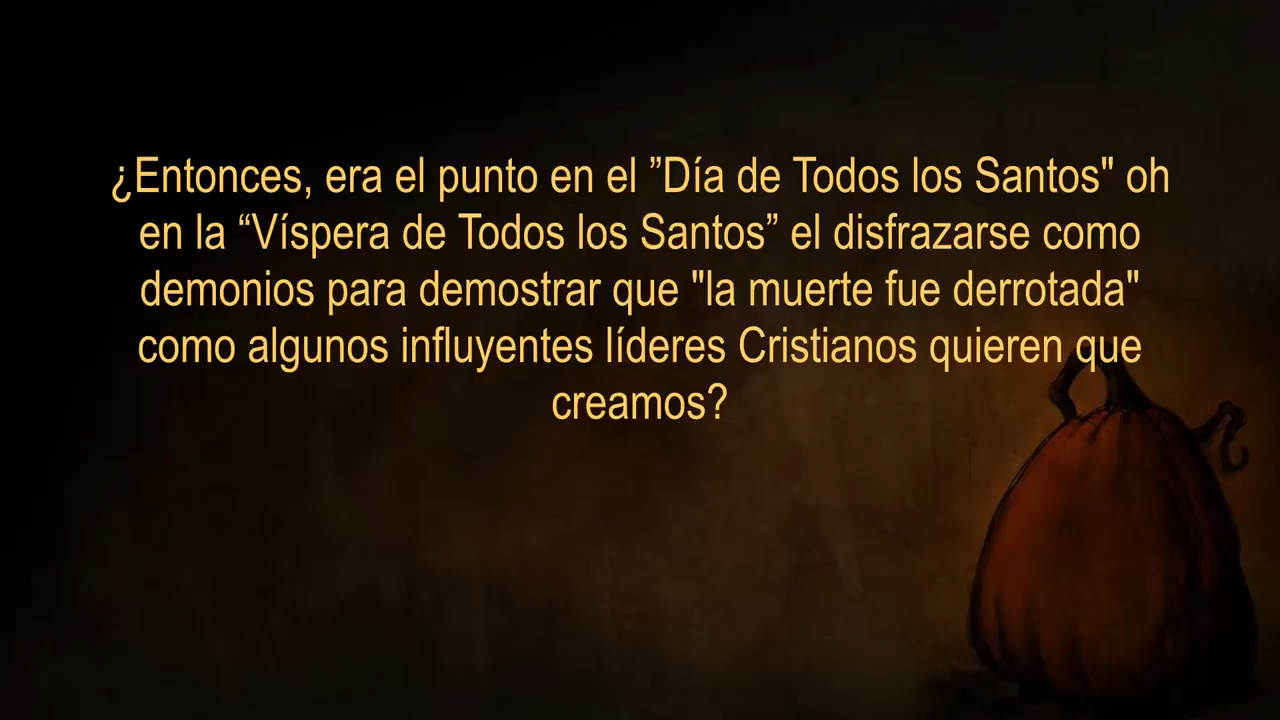 ¿Entonces, era el punto en el ”Día de Todos los Santos" oh
en la “Víspera de Todos los Santos” el disfrazarse como
demonios para demostrar que "la muerte fue derrotada"
como algunos influyentes líderes Cristianos quieren que
creamos?